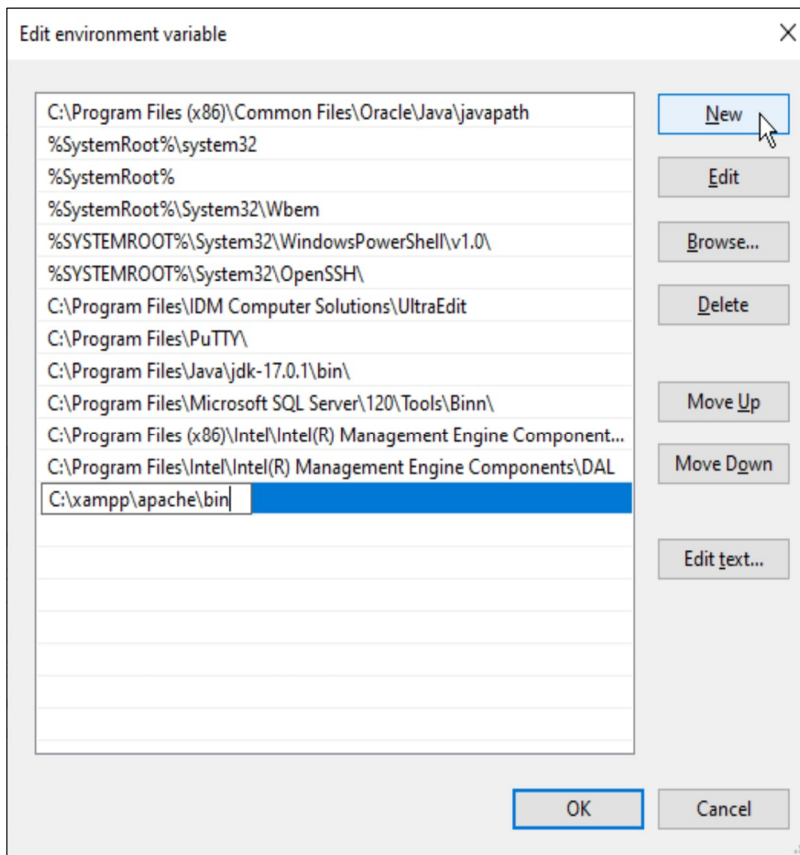 Edit environment variable
C:\Program Files (x86)\Common Files\Oracle\Java\javapath
%SystemRoot%\system32
%SystemRoot%
%SystemRoot%\System32\Wbem
%SYSTEMROOT%\System32\WindowsPowerShell\v1.0\
%SYSTEMROOT%\System32\OpenSSH\
C:\Program Files\IDM Computer Solutions\UltraEdit
C:\Program Files\PuTTY\
C:\Program Files\Java\jdk-17.0.1\bin\
C:\Program Files\Microsoft SQL Server\120\Tools\Binn\
C:\Program Files (x86)\Intel\Intel(R) Management Engine Component...
C:\Program Files\Intel\Intel(R) Management Engine Components\DAL
C:\xampp\apache\bin
New
Edit
Browse...
Delete
Move Up
Move Down
Edit text...
OK
Cancel